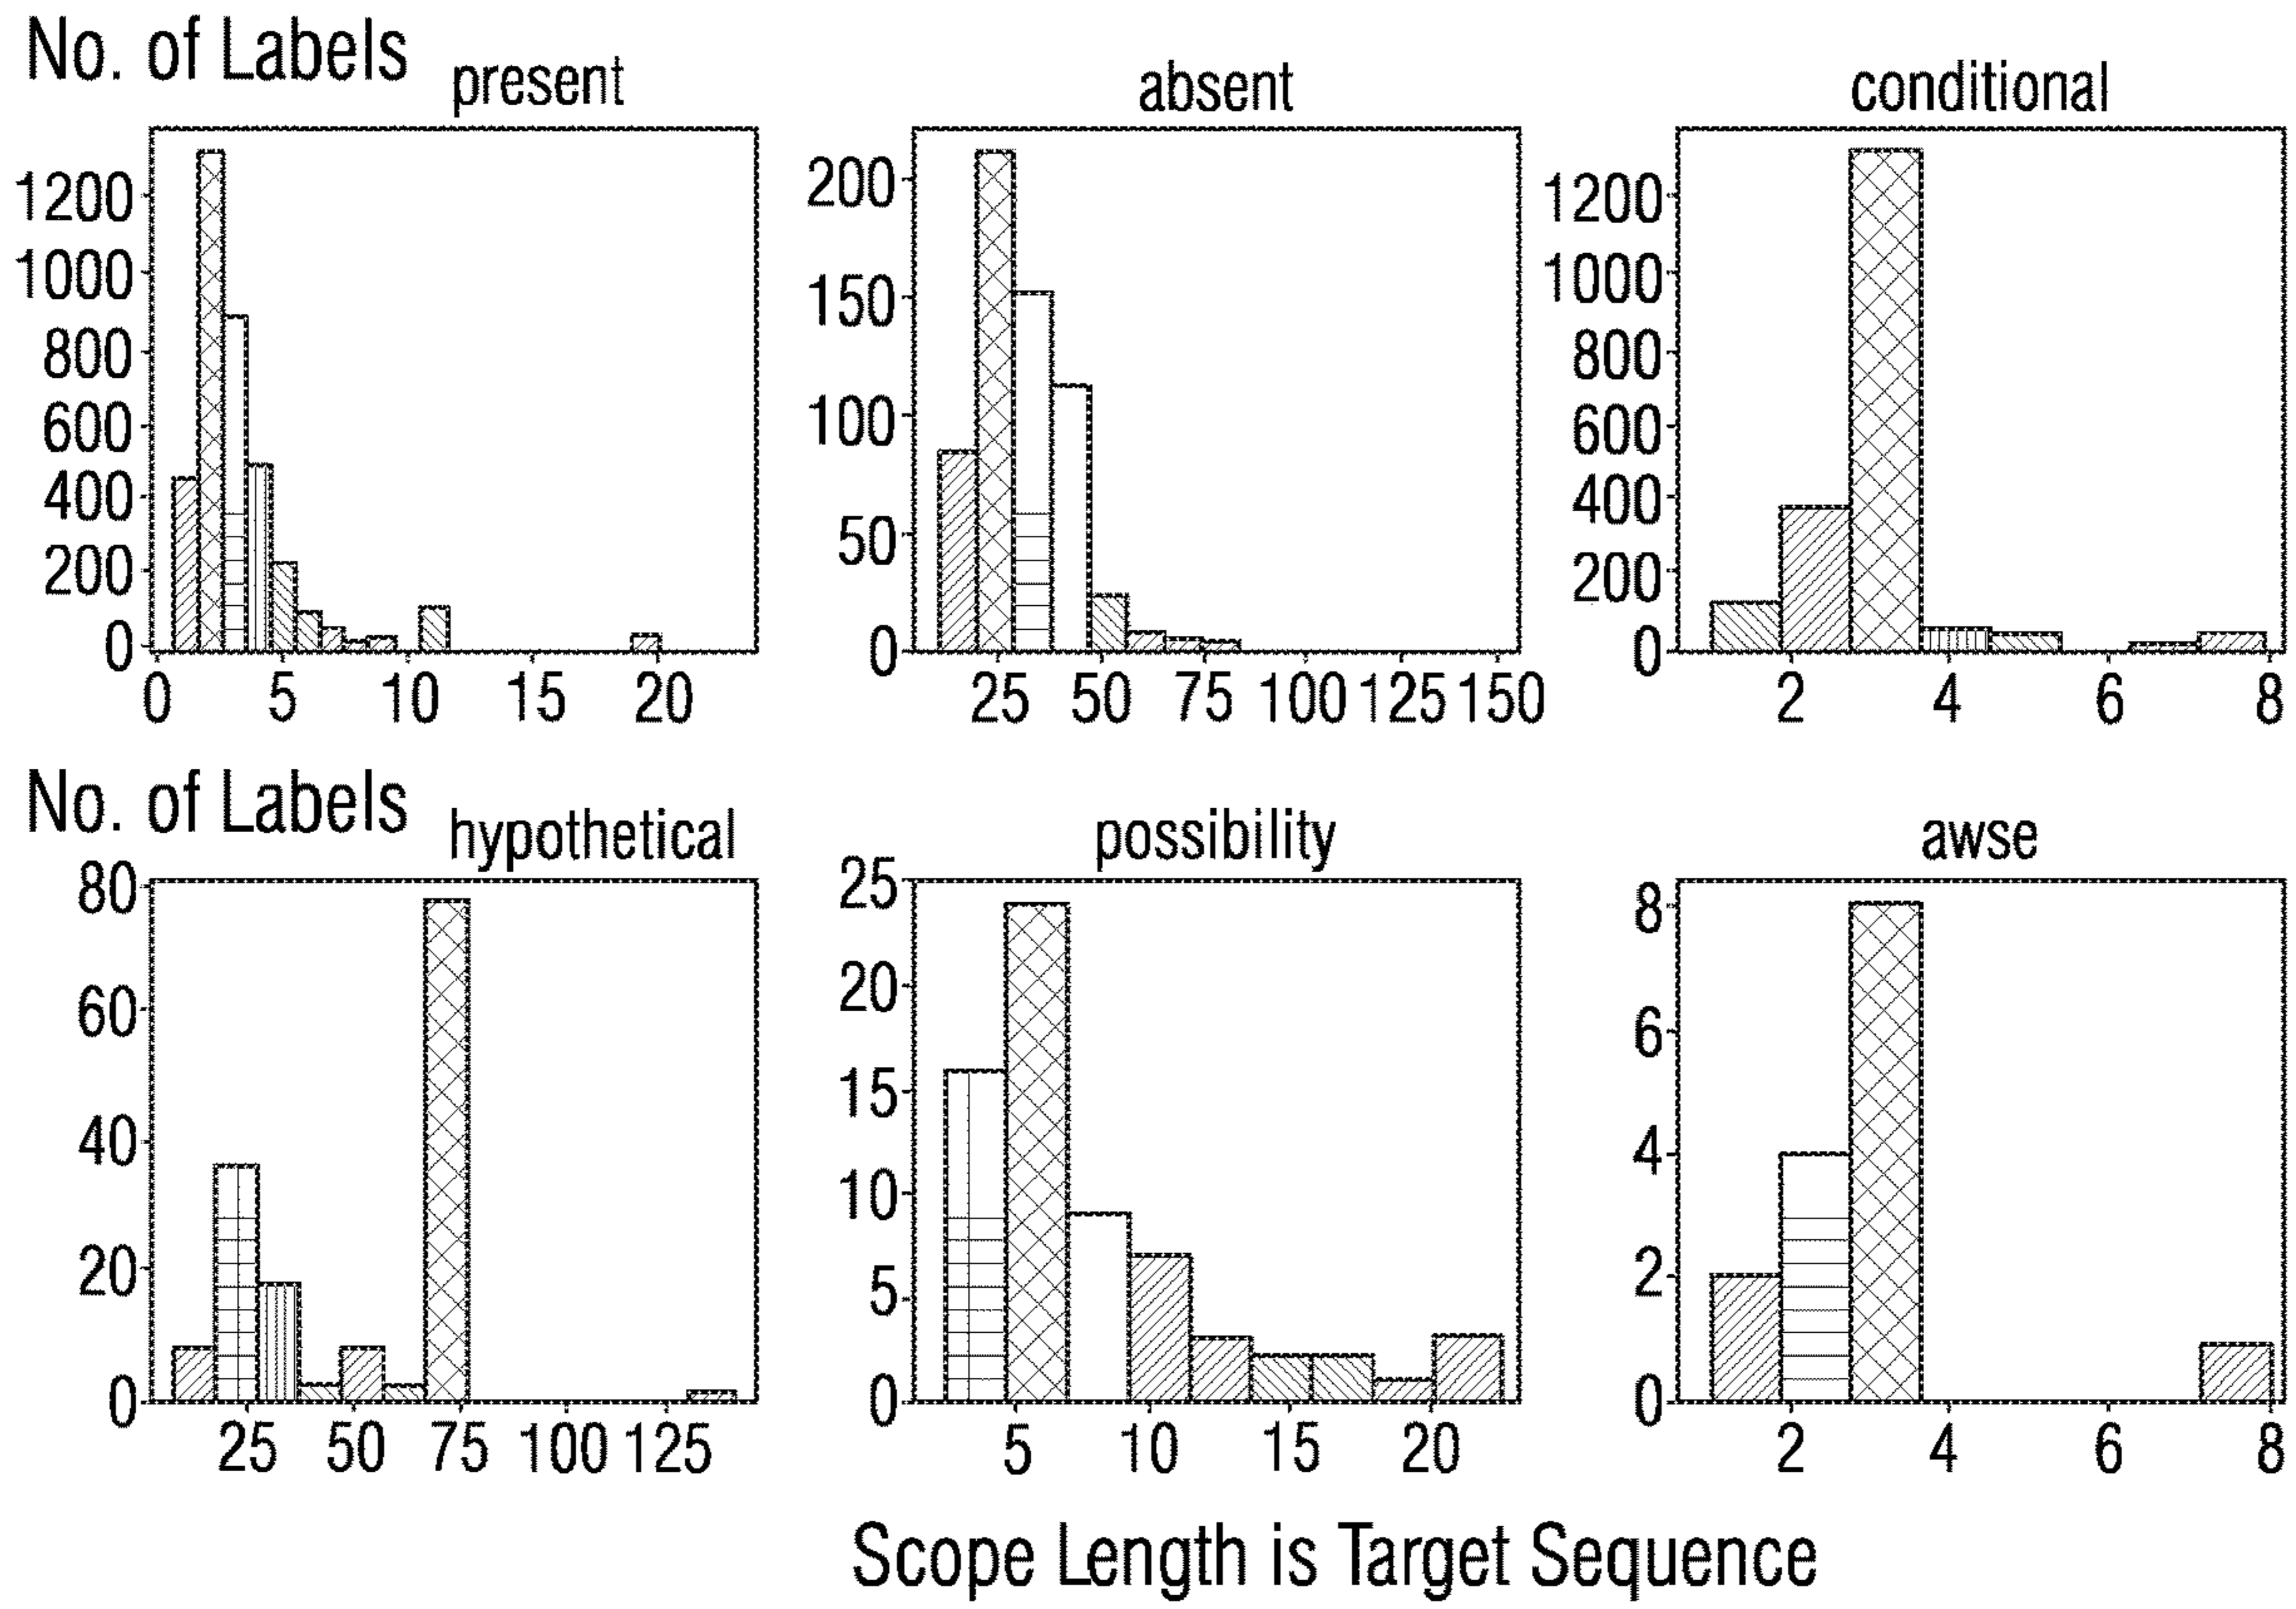 No. of Labels
present absent conditional
1200 200 1200
1000 150 1000
800 100 800
600 50 600
400 0 400
200 200
0 0
0 5 10 15 20 25 50 75 100 125 150 2 4 6 8
No. of Labels
hypothetical possibility awse
80 25 8
60 20 6
40 15 4
20 10 2
0 5 0
0
25 50 75 100 125 5 10 15 20 2 4 6 8
Scope Length is Target Sequence